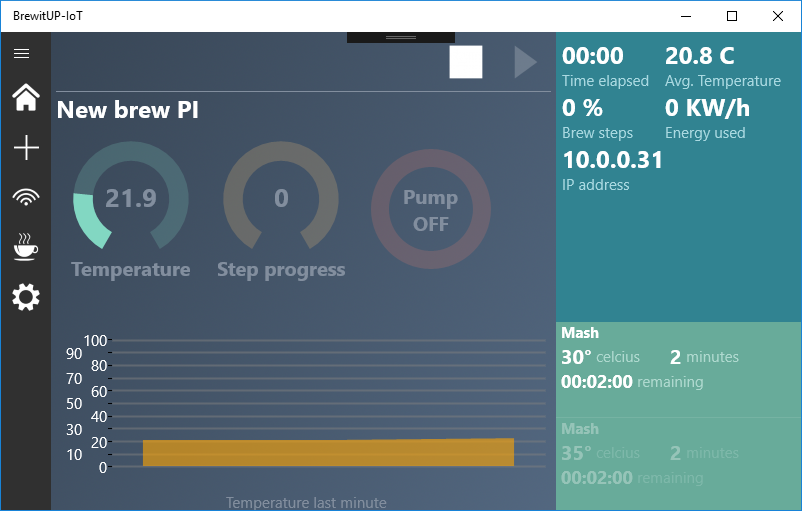 BrewitUP-IoT
New brew PI
21.9
Temperature
0
Step progress
Pump
OFF
100
90
80
70
60
50
40
30
20
10
0
Temperature last minute
00:00 20.8 C
Time elapsed Avg. Temperature
0 % 0 KW/h
Brew steps Energy used
10.0.0.31
IP address
Mash
30° celcius 2 minutes
00:02:00 remaining
Mash
35° celcius 2 minutes
00:02:00 remaining